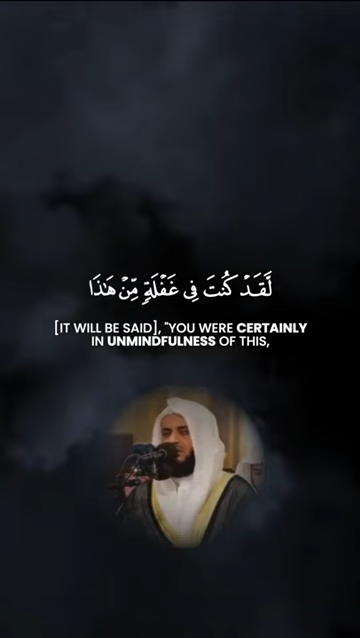 لَّقَدْ كُنتَ فِي غَفْلَةٍ مِّنْ هَٰذَا
[IT WILL BE SAID], "YOU WERE CERTAINLY
IN UNMINDFULNESS OF THIS,